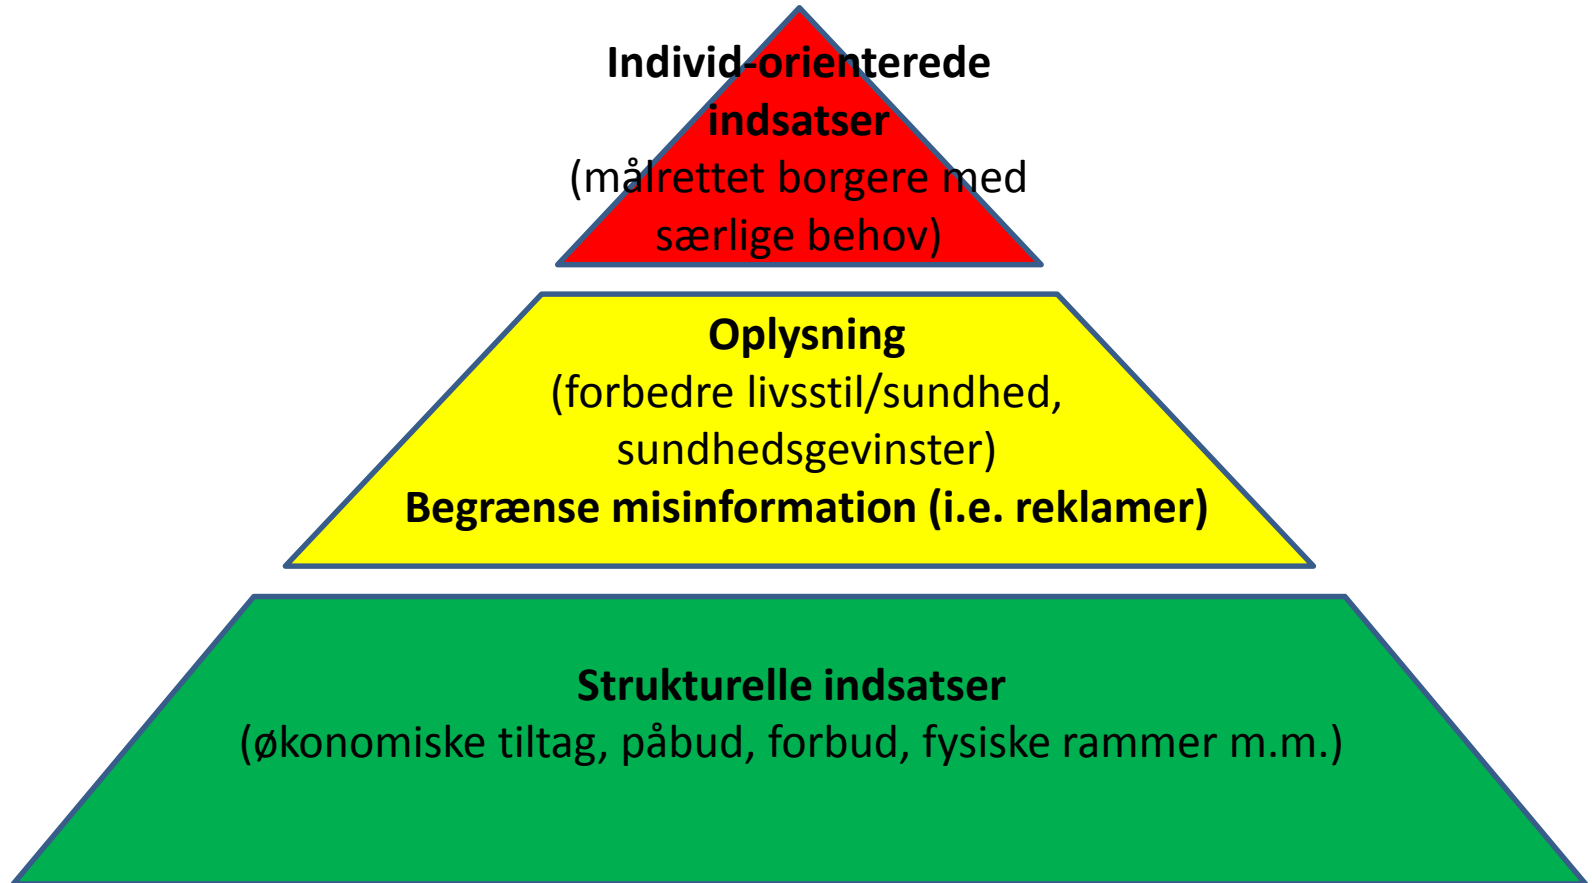 Individ-orienterede
indsatser
(målrettet borgere med
særlige behov)
Oplysning
(forbedre livsstil/sundhed,
sundhedsgevinster)
Begrænse misinformation (i.e. reklamer)
Strukturelle indsatser
(økonomiske tiltag, påbud, forbud, fysiske rammer m.m.)